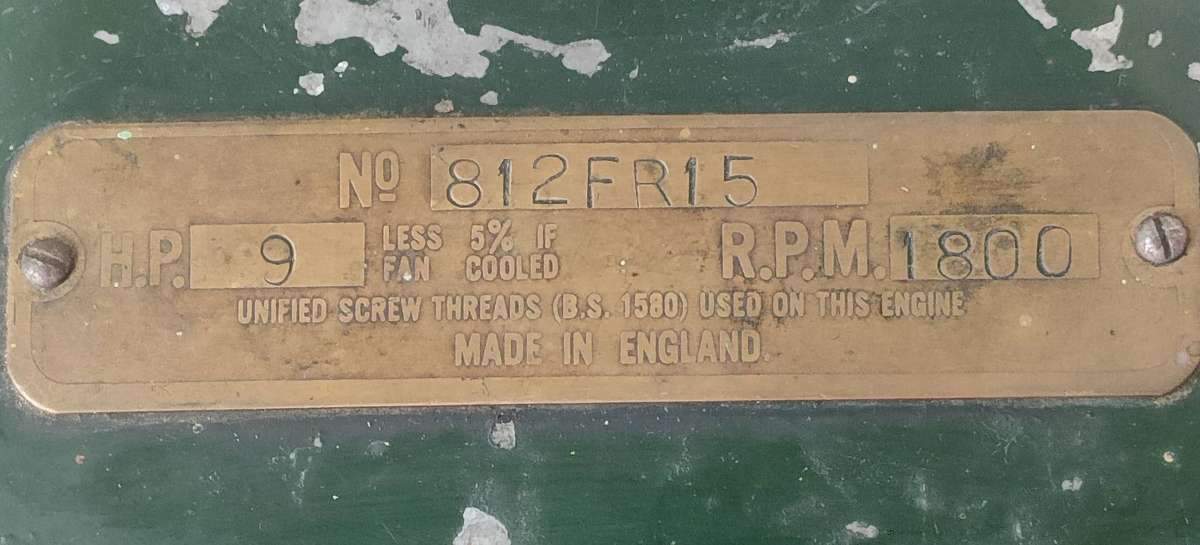 Nº 812FR15
H.P. 9 LESS 5% IF FAN COOLED R.P.M. 1800
UNIFIED SCREW THREADS (B.S. 1580) USED ON THIS ENGINE
MADE IN ENGLAND.